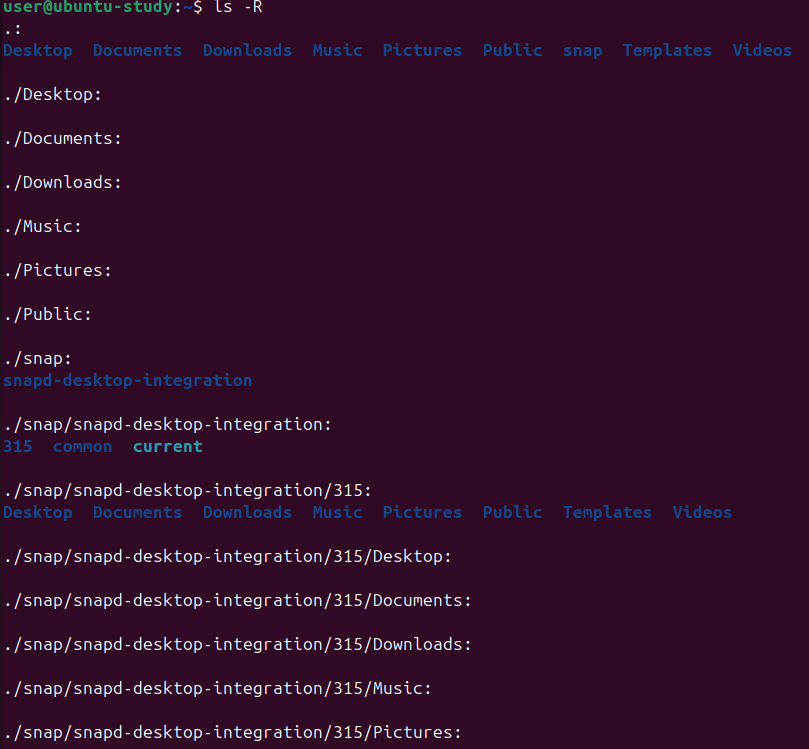 user@ubuntu-study:~$ ls -R
.:
Desktop  Documents  Downloads  Music  Pictures  Public  snap  Templates  Videos
./Desktop:
./Documents:
./Downloads:
./Music:
./Pictures:
./Public:
./snap:
snapd-desktop-integration
./snap/snapd-desktop-integration:
315  common  current
./snap/snapd-desktop-integration/315:
Desktop  Documents  Downloads  Music  Pictures  Public  Templates  Videos
./snap/snapd-desktop-integration/315/Desktop:
./snap/snapd-desktop-integration/315/Documents:
./snap/snapd-desktop-integration/315/Downloads:
./snap/snapd-desktop-integration/315/Music:
./snap/snapd-desktop-integration/315/Pictures: